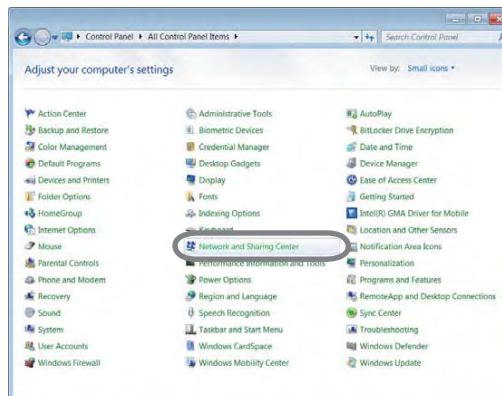 Control Panel ▸ All Control Panel Items ▸
Search Control Panel
Adjust your computer's settings
View by: Small icons
Action Center
Administrative Tools
AutoPlay
Backup and Restore
Biometric Devices
BitLocker Drive Encryption
Color Management
Credential Manager
Date and Time
Default Programs
Desktop Gadgets
Device Manager
Devices and Printers
Display
Ease of Access Center
Folder Options
Fonts
Getting Started
HomeGroup
Indexing Options
Intel(R) GMA Driver for Mobile
Internet Options
Keyboard
Location and Other Sensors
Mouse
Network and Sharing Center
Notification Area Icons
Parental Controls
Performance Information and Tools
Personalization
Phone and Modem
Power Options
Programs and Features
Recovery
Region and Language
RemoteApp and Desktop Connections
Sound
Speech Recognition
Sync Center
System
Taskbar and Start Menu
Troubleshooting
User Accounts
Windows CardSpace
Windows Defender
Windows Firewall
Windows Mobility Center
Windows Update